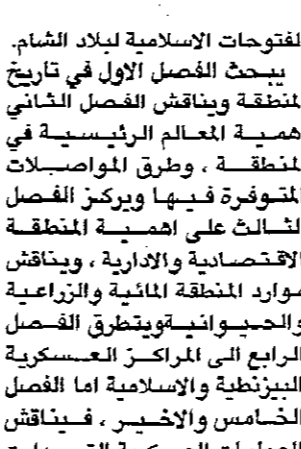 لفتوحات الاسلامية لبلاد الشام.
يبحث الفصل الاول في تاريخ
لمنطقة ويناقش الفصل الثاني
همية المعالم الرئيسية في
لمنطقة ، وطرق المواصلات
لمتوفرة فيها ويركز الفصل
لثالث على اهمية المنطقة
الاقتصادية والادارية ، ويناقش
موارد المنطقة المائية والزراعية
والحيوانيةويتطرق الفصل
الرابع الى المراكز العسكرية
البيزنطية والاسلامية اما الفصل
الخامس والاخير ، فيناقش